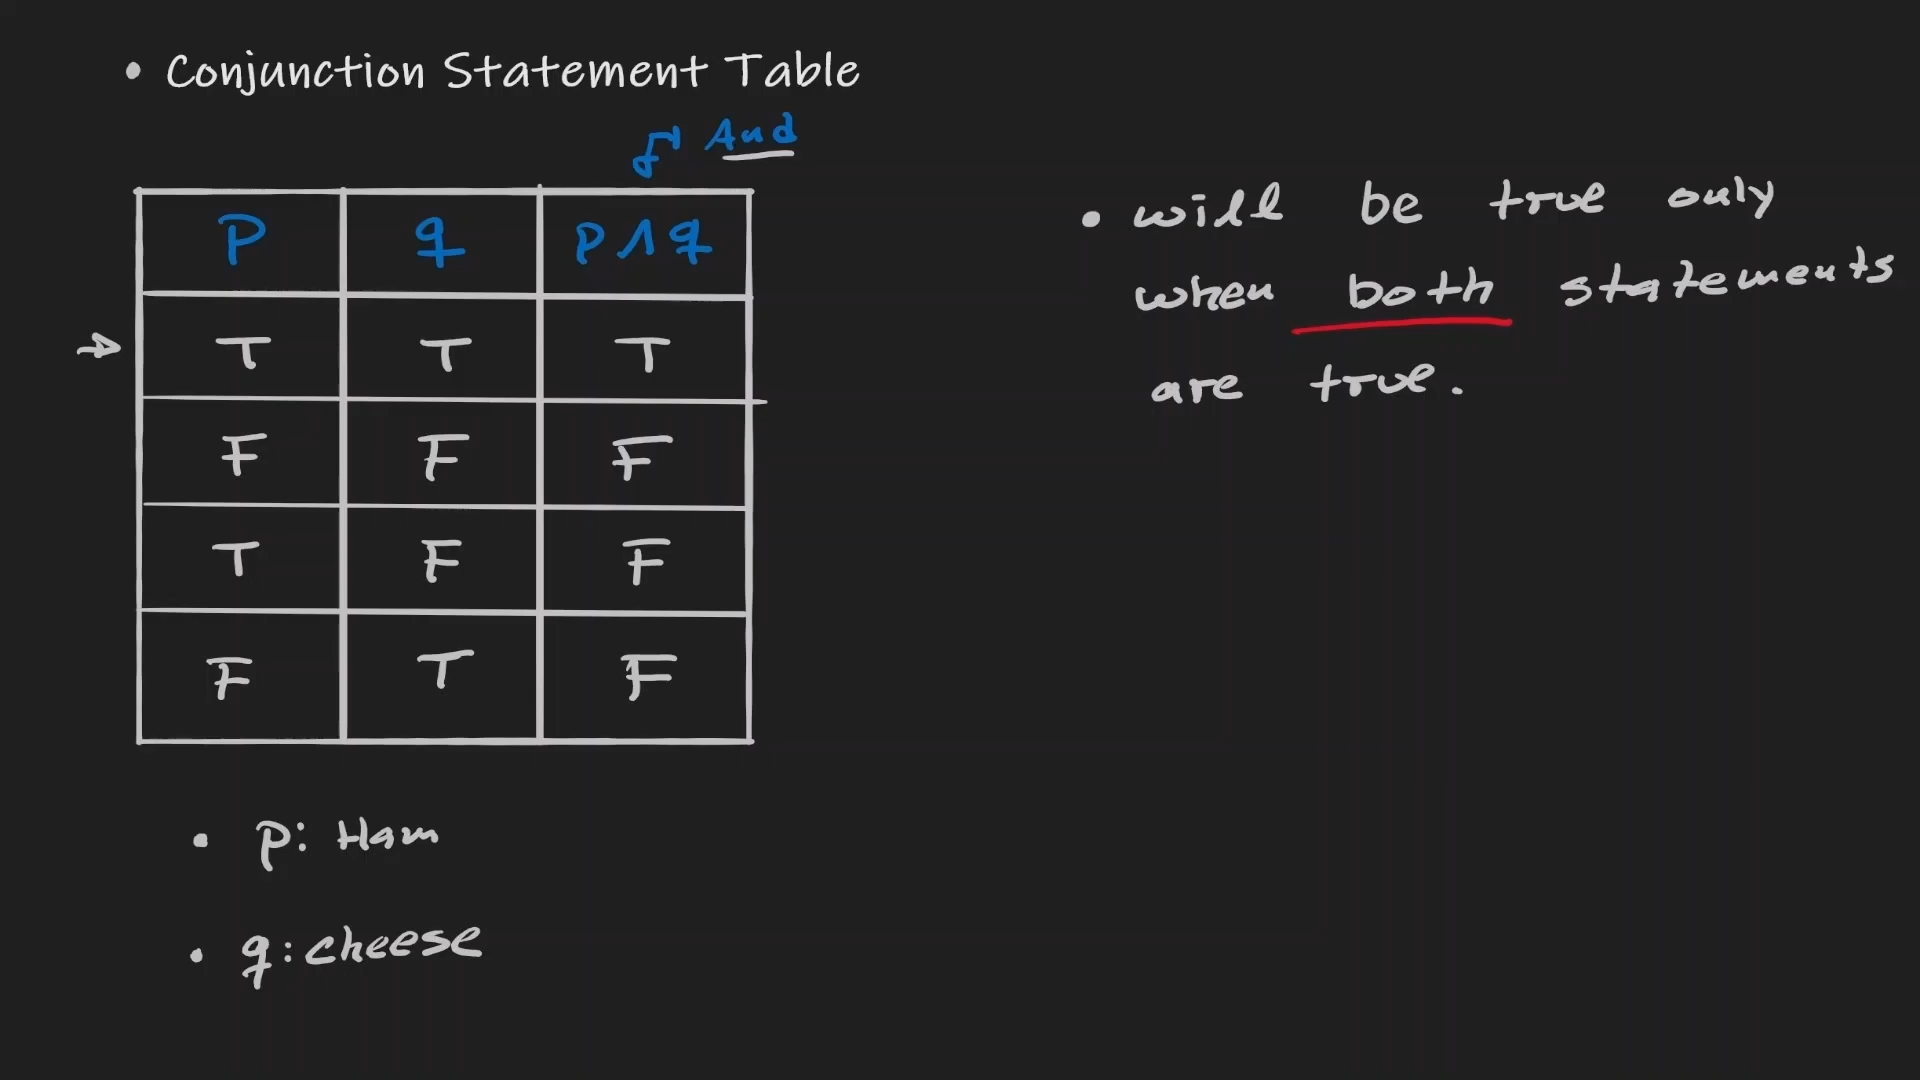 • Conjunction Statement Table
And
P q p∧q
T T T
F F F
T F F
F T F
• p: Ham
• q: cheese
• will be true only
when both statements
are true.